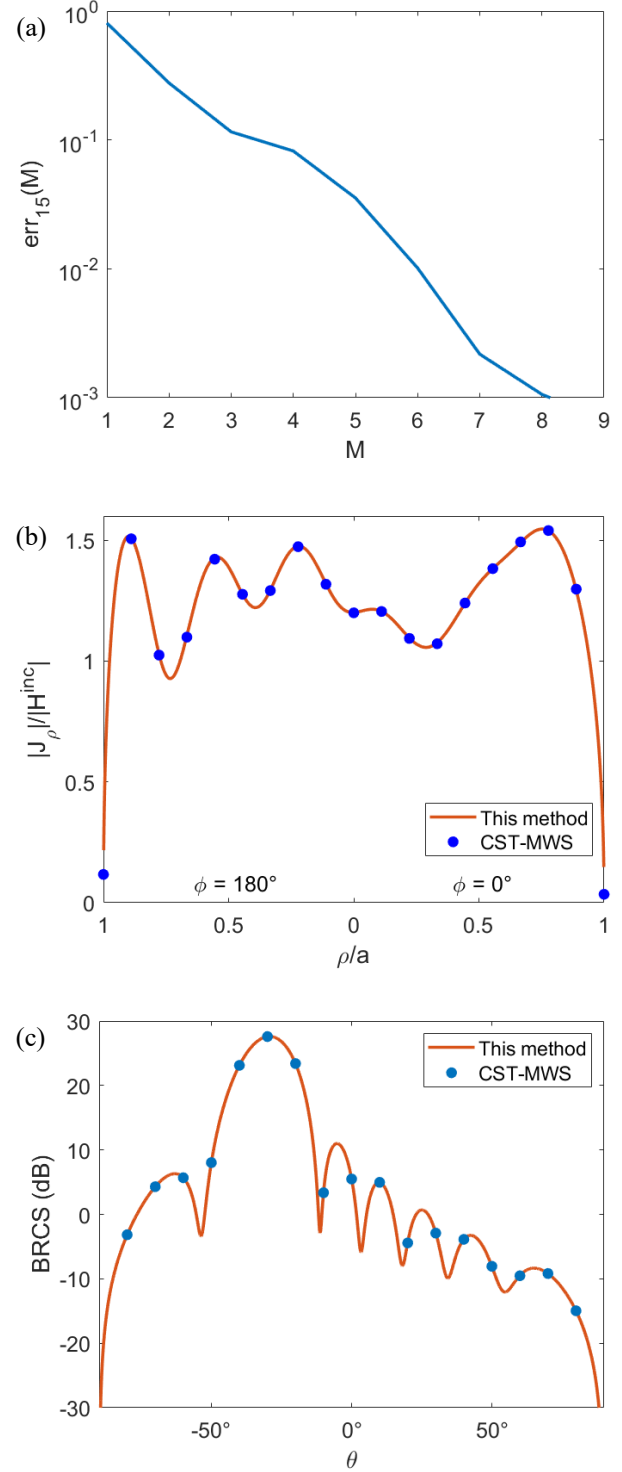 (a)
10^0
10^-1
10^-2
10^-3
err_15(M)
1 2 3 4 5 6 7 8 9
M
(b)
1.5
1
0.5
0
|J_ρ|/|H^inc|
This method
CST-MWS
ϕ = 180° ϕ = 0°
1 0.5 0 0.5 1
ρ/a
(c)
30
20
10
0
-10
-20
-30
BRCS (dB)
This method
CST-MWS
-50° 0° 50°
θ